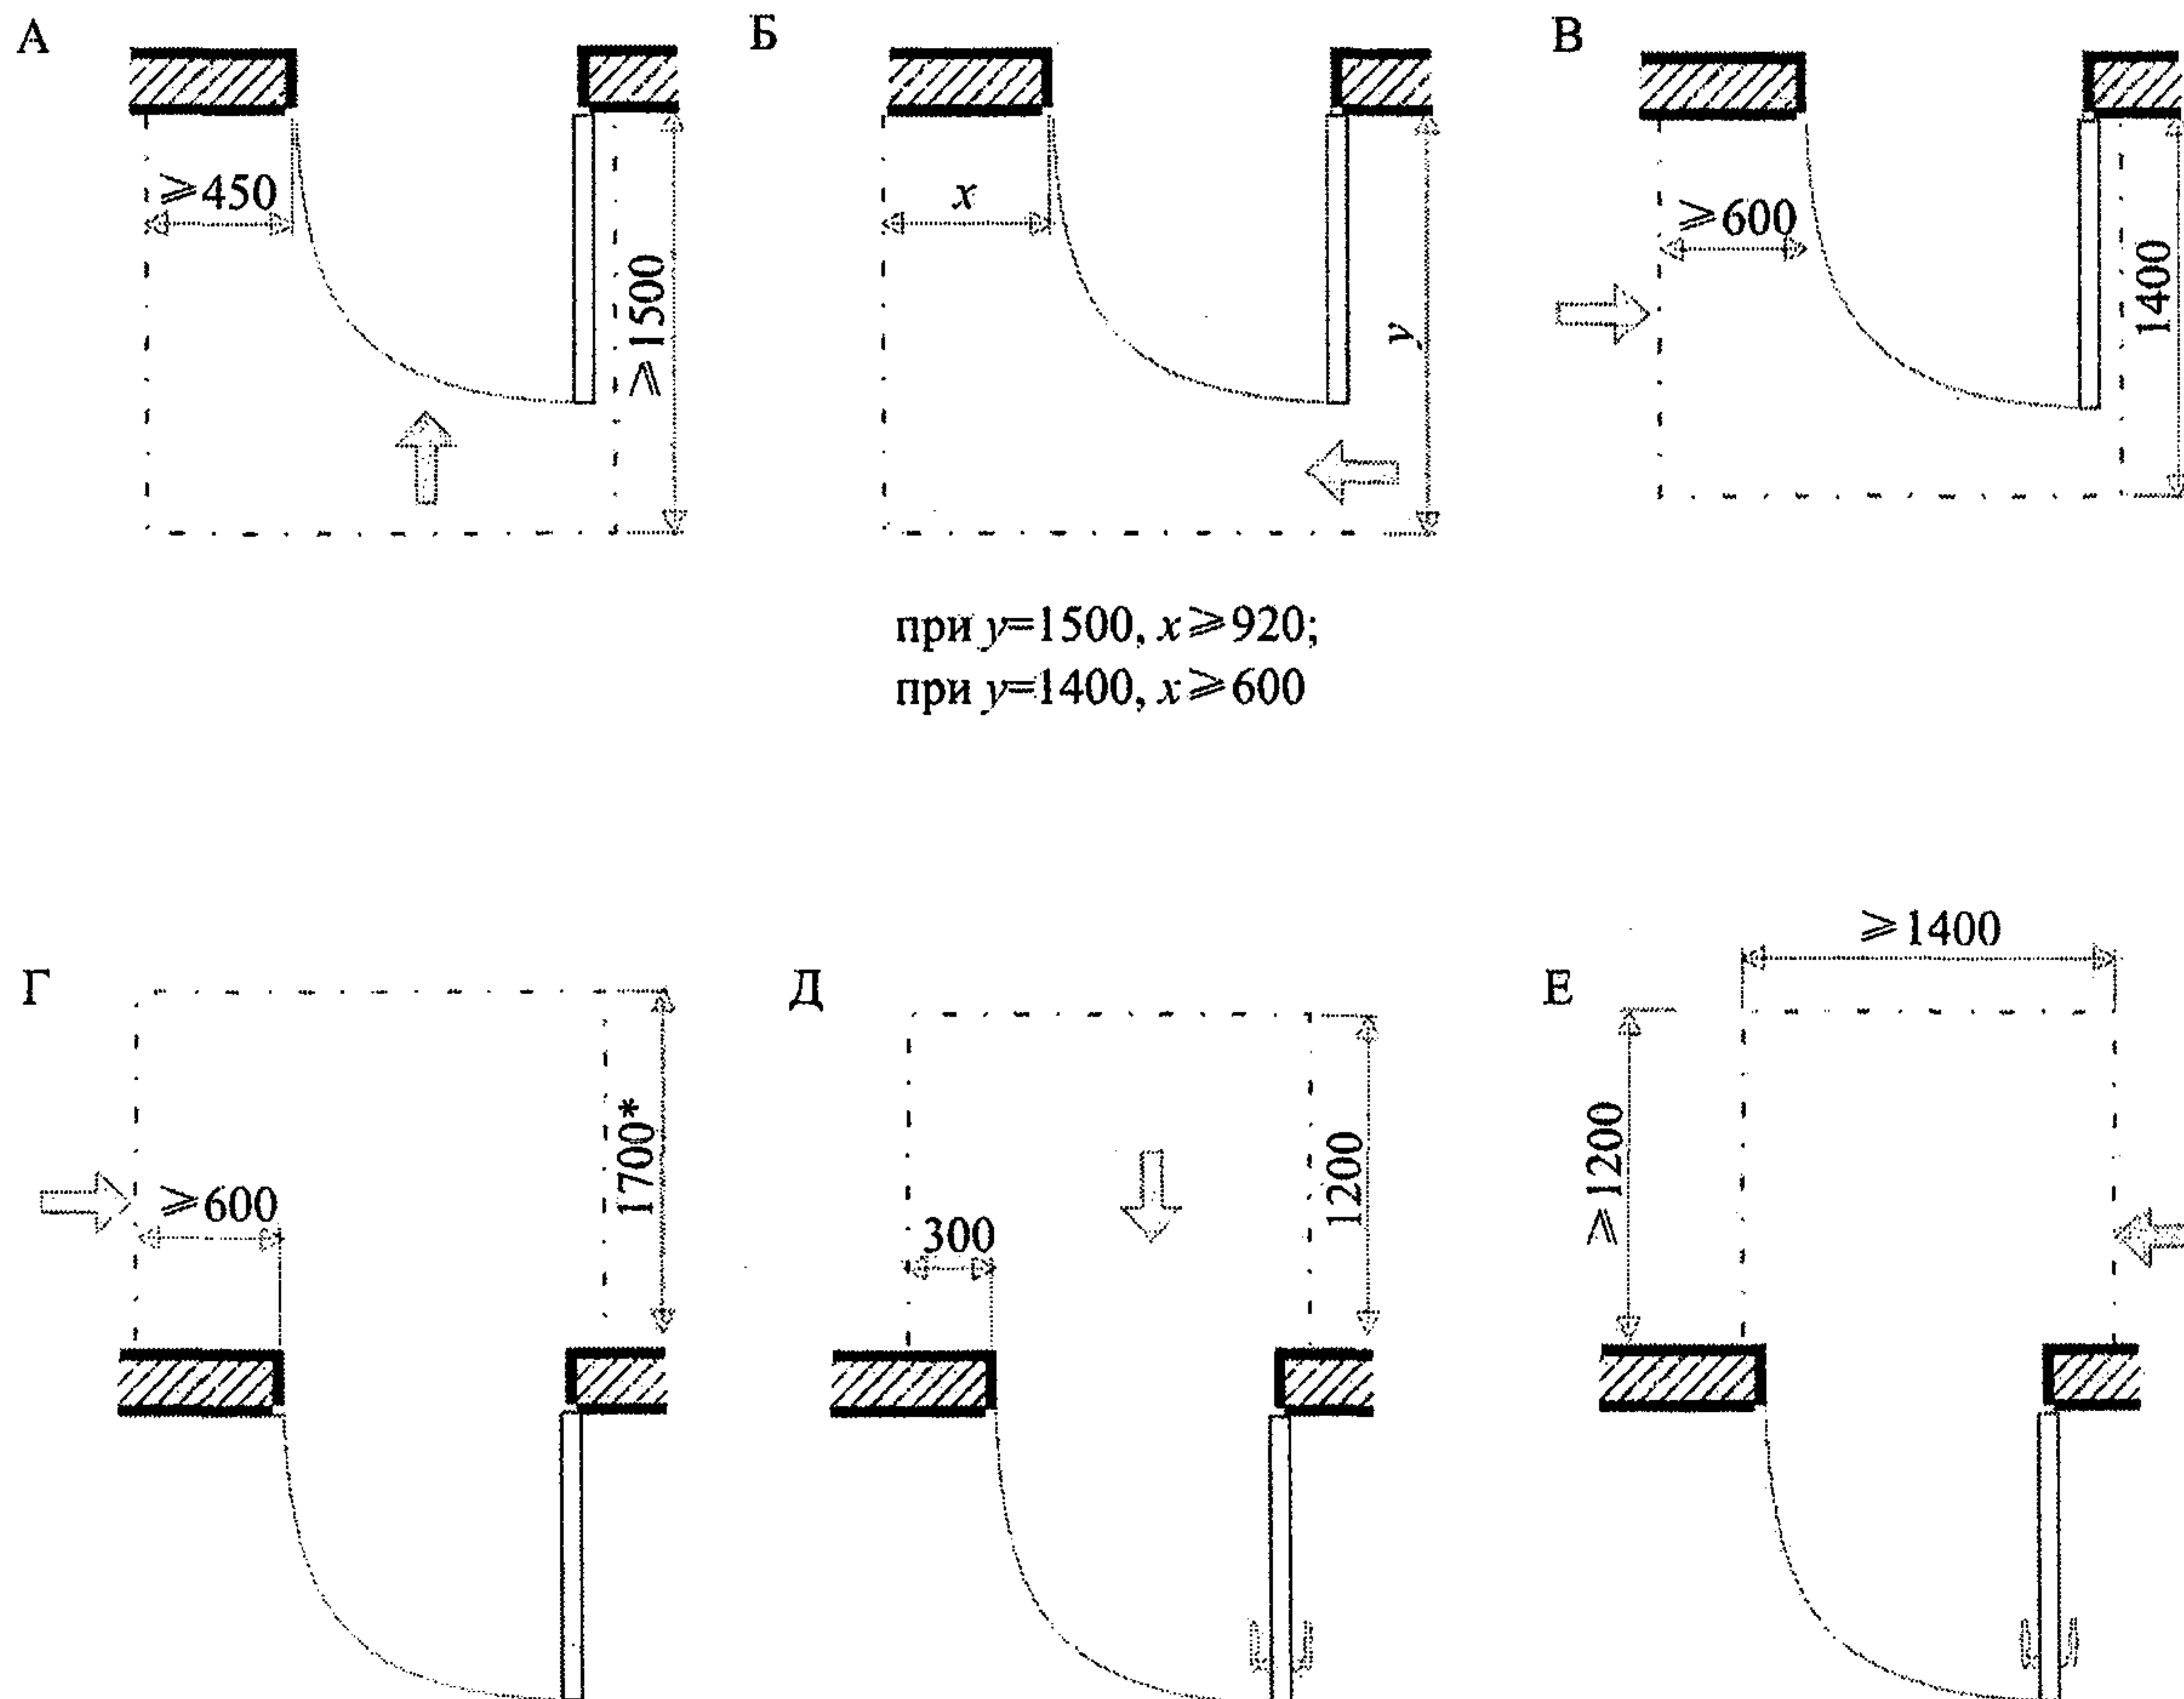 А
Б
В
≥450
≥1500
x
y
≥600
1400
при y=1500, x≥920;
при y=1400, x≥600
Г
Д
Е
≥600
1700*
300
1200
≥1400
≥1200